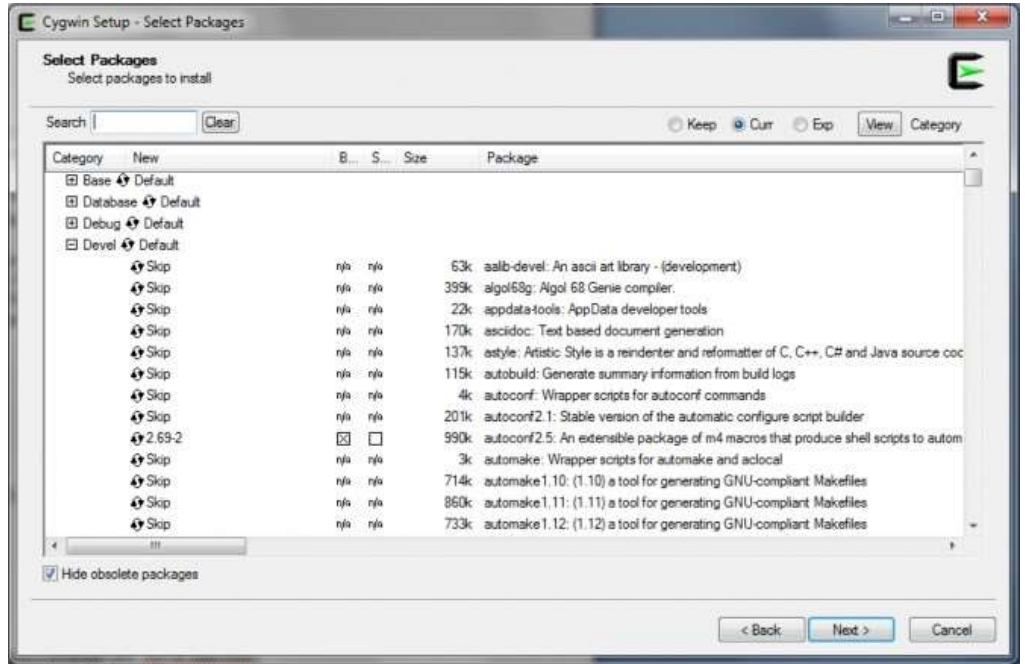 Cygwin Setup - Select Packages
Select Packages
Select packages to install
Search Clear Keep Curr Exp View Category
Category New B... S... Size Package
Base Default
Database Default
Debug Default
Devel Default
Skip n/a n/a 63k aalib-devel: An ascii art library - (development)
Skip n/a n/a 399k algol68g: Algol 68 Genie compiler.
Skip n/a n/a 22k appdata-tools: AppData developer tools
Skip n/a n/a 170k asciidoc: Text based document generation
Skip n/a n/a 137k astyle: Artistic Style is a reindenter and reformatter of C, C++, C# and Java source coc
Skip n/a n/a 115k autobuild: Generate summary information from build logs
Skip n/a n/a 4k autoconf: Wrapper scripts for autoconf commands
Skip n/a n/a 201k autoconf2.1: Stable version of the automatic configure script builder
2.69-2 990k autoconf2.5: An extensible package of m4 macros that produce shell scripts to autom
Skip n/a n/a 3k automake: Wrapper scripts for automake and aclocal
Skip n/a n/a 714k automake1.10: (1.10) a tool for generating GNU-compliant Makefiles
Skip n/a n/a 860k automake1.11: (1.11) a tool for generating GNU-compliant Makefiles
Skip n/a n/a 733k automake1.12: (1.12) a tool for generating GNU-compliant Makefiles
Hide obsolete packages
< Back Next > Cancel